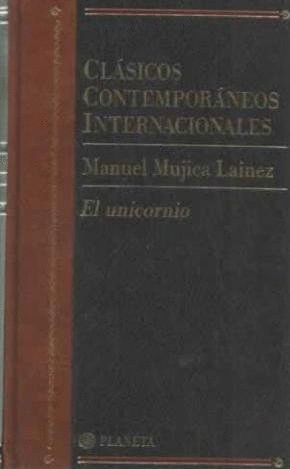 CLÁSICOS
CONTEMPORÁNEOS
INTERNACIONALES
Manuel Mujica Lainez
El unicornio
PLANETA